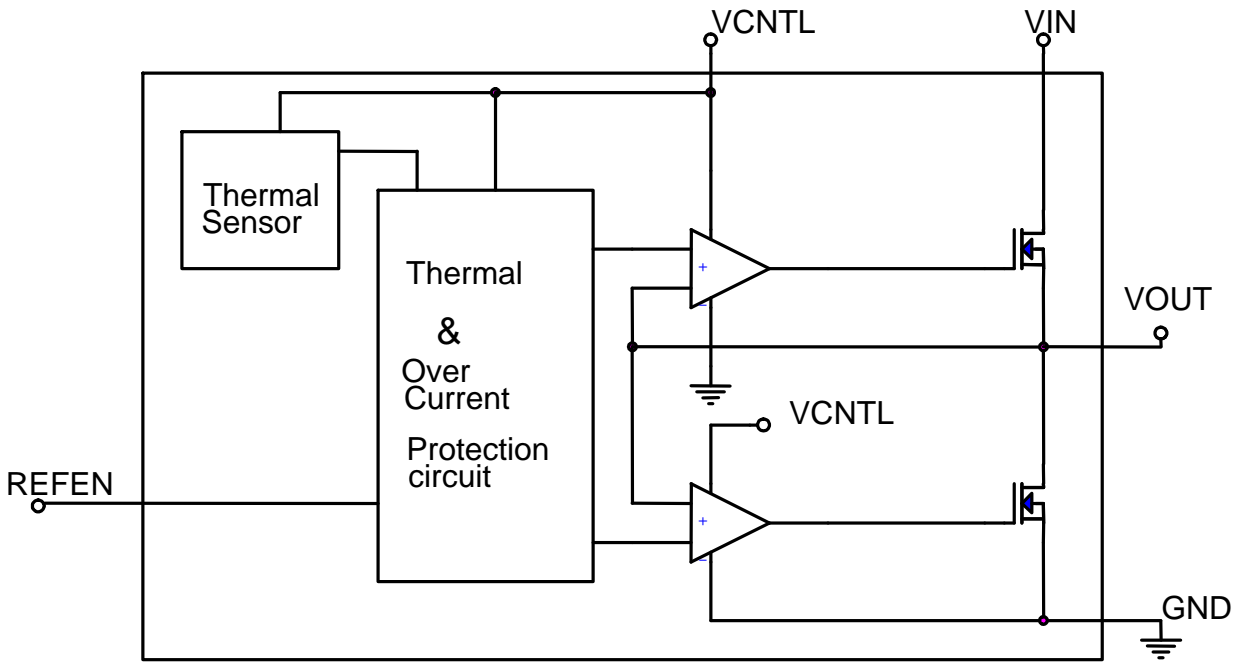 VCNTL
VIN
Thermal
Sensor
Thermal
&
Over
Current
Protection
circuit
+
–
VOUT
VCNTL
REFEN
+
–
GND